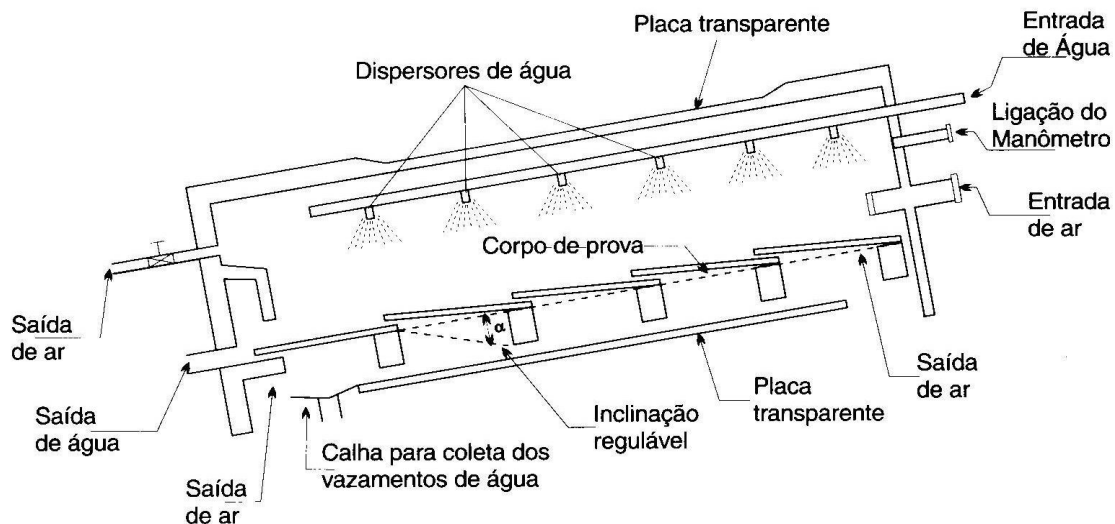 Placa transparente
Entrada
de Água
Dispersores de água
Ligação do
Manômetro
Entrada
de ar
Corpo de prova
α
Saída
de ar
Saída
de água
Saída
de ar
Calha para coleta dos
vazamentos de água
Inclinação
regulável
Placa
transparente
Saída
de ar